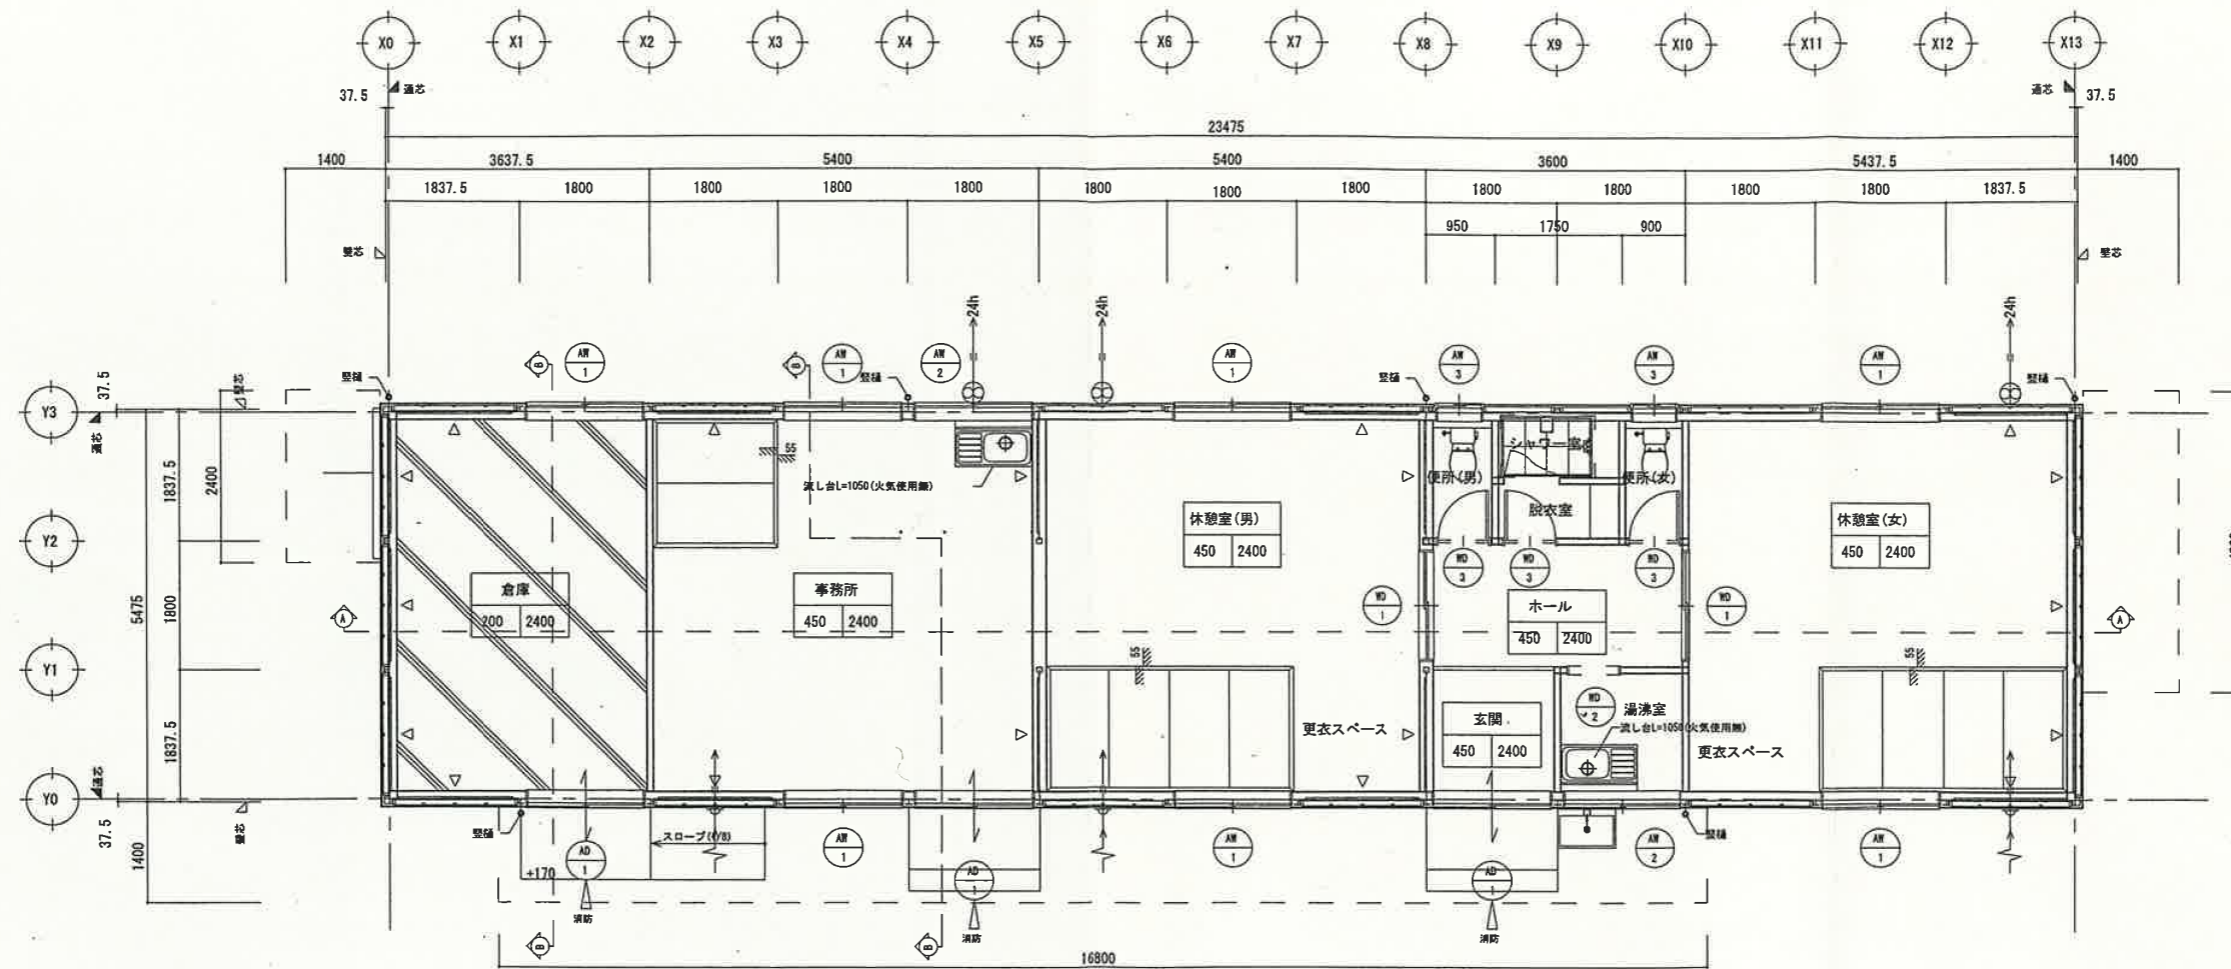 X0 X1 X2 X3 X4 X5 X6 X7 X8 X9 X10 X11 X12 X13
37.5 通芯 通芯 37.5
23475
1400 3637.5 5400 5400 3600 5437.5 1400
1837.5 1800 1800 1800 1800 1800 1800 1800 1800 1800 1800 1800 1837.5
950 1750 900
壁芯 壁芯
24h 24h 24h
AW 1 AW 1 AW 2 AW 1 AW 3 AW 3 AW 1
B B
竪樋 竪樋 竪樋 竪樋
Y3 37.5 通芯 壁芯
シャワー室
55
流し台L=1050(火気使用無)
便所(男) 便所(女)
脱衣室
1837.5 2400
休憩室(男)
450 2400
休憩室(女)
450 2400
Y2
WD 3 WD 3 WD 3
倉庫
200 2400
事務所
450 2400
ホール
450 2400
WD 1 WD 1
5475 1800
A A
55 55
Y1
WD 2 湯沸室
流し台L=1050(火気使用無)
玄関
450 2400
更衣スペース
更衣スペース
1837.5
Y0 通芯
37.5 壁芯
竪樋 竪樋
スロープ(1/8)
1400
+170
AD 1 AW 1 AD 1 AW 1 AD 1 AW 2 AW 1
消防 消防 消防
B B
16800